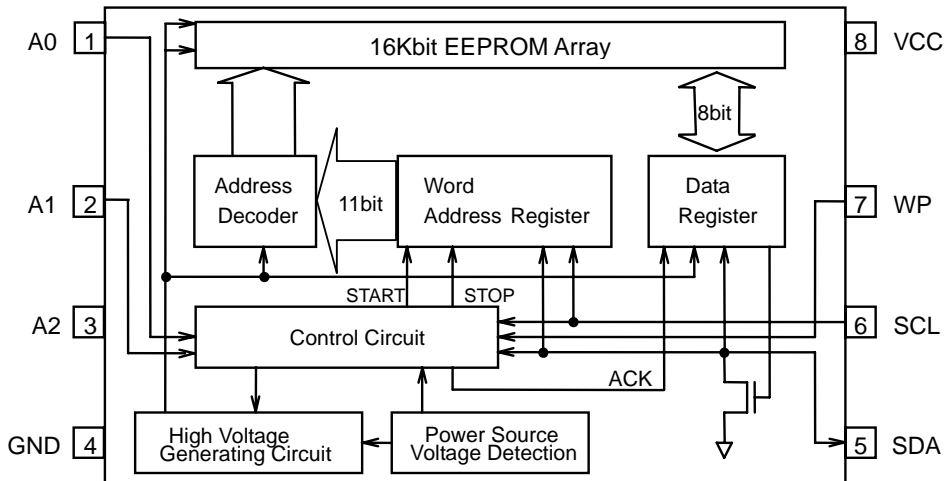 A0 1
16Kbit EEPROM Array
8 VCC
8bit
A1 2
Address
Decoder
11bit
Word
Address Register
Data
Register
7 WP
START
STOP
A2 3
Control Circuit
6 SCL
ACK
GND 4
High Voltage
Generating Circuit
Power Source
Voltage Detection
5 SDA